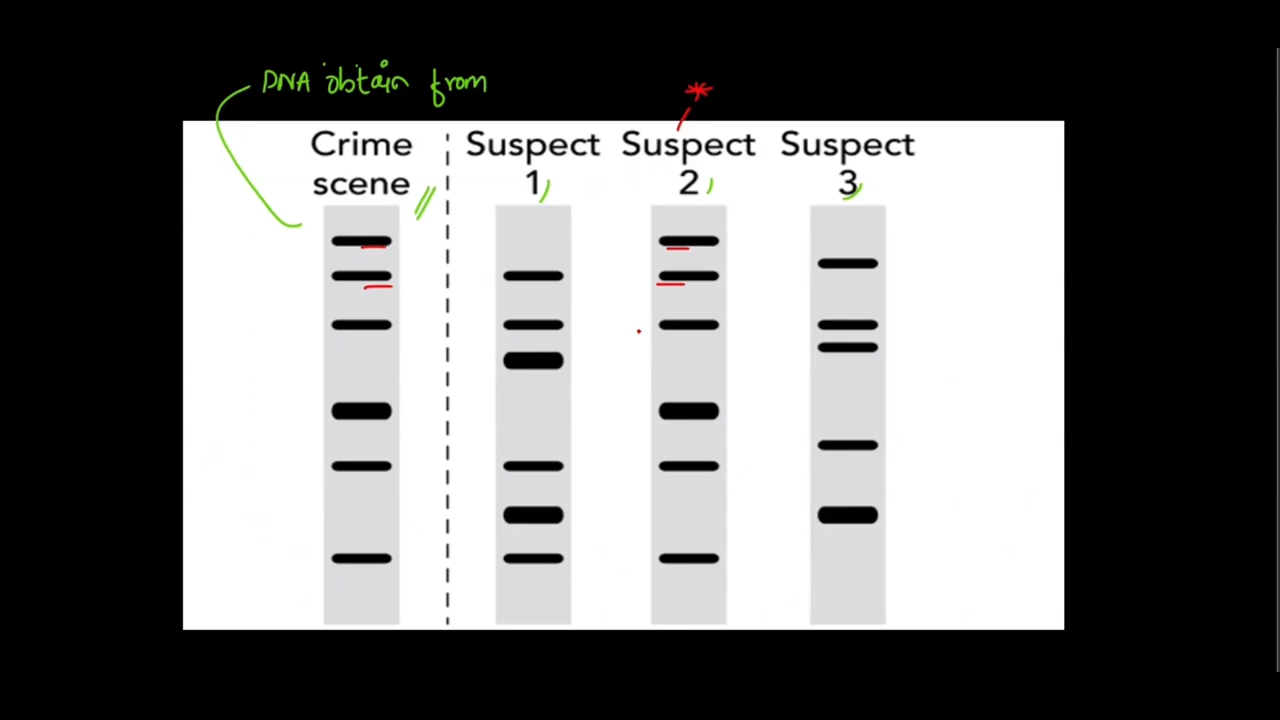 DNA obtain from
*
Crime scene
Suspect 1
Suspect 2
Suspect 3